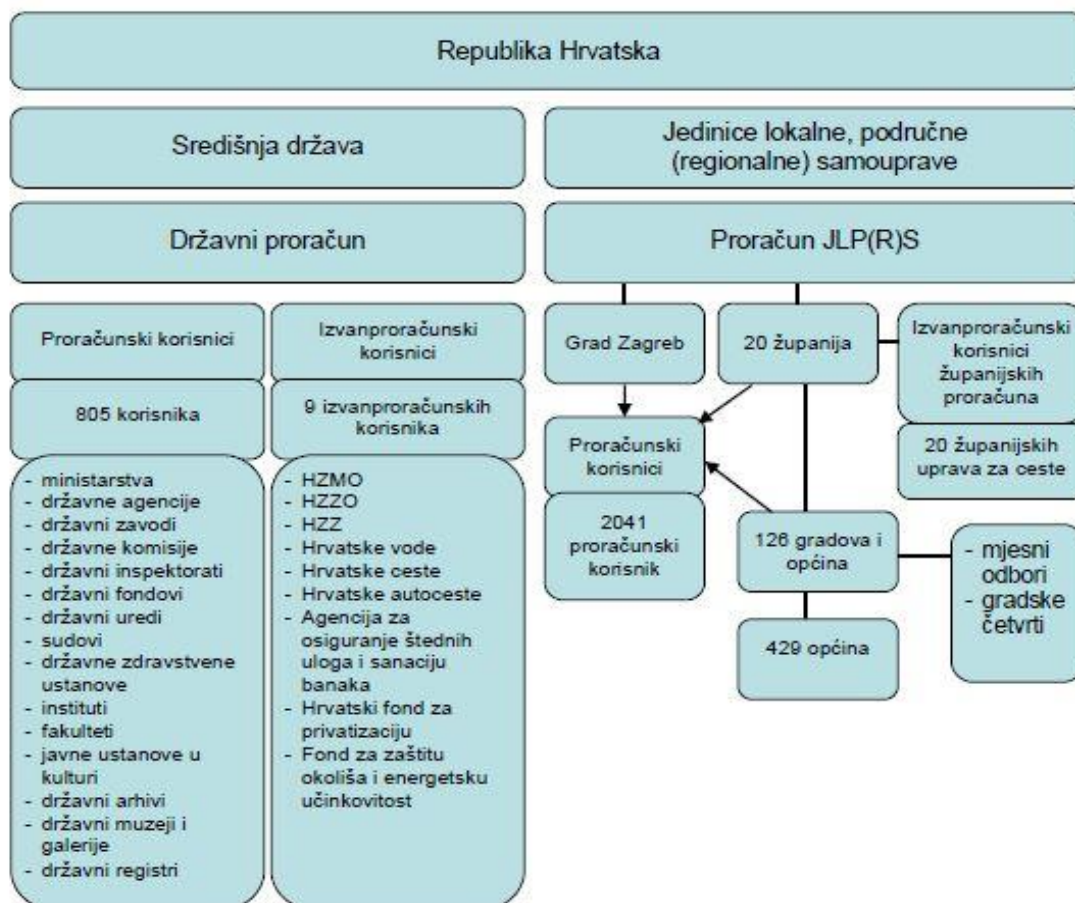 Republika Hrvatska
Središnja država
Državni proračun
Proračunski korisnici
805 korisnika
- ministarstva
- državne agencije
- državni zavodi
- državne komisije
- državni inspektorati
- državni fondovi
- državni uredi
- sudovi
- državne zdravstvene
ustanove
- instituti
- fakulteti
- javne ustanove u
kulturi
- državni arhivi
- državni muzeji i
galerije
- državni registri
Izvanproračunski
korisnici
9 izvanproračunskih
korisnika
- HZMO
- HZZO
- HZZ
- Hrvatske vode
- Hrvatske ceste
- Hrvatske autoceste
- Agencija za
osiguranje štednih
uloga i sanaciju
banaka
- Hrvatski fond za
privatizaciju
- Fond za zaštitu
okoliša i energetsku
učinkovitost
Jedinice lokalne, područne
(regionalne) samouprave
Proračun JLP(R)S
Grad Zagreb
20 županija
Izvanproračunski
korisnici
županijskih
proračuna
20 županijskih
uprava za ceste
Proračunski
korisnici
2041
proračunski
korisnik
126 gradova i
općina
- mjesni
odbori
- gradske
četvrti
429 općina